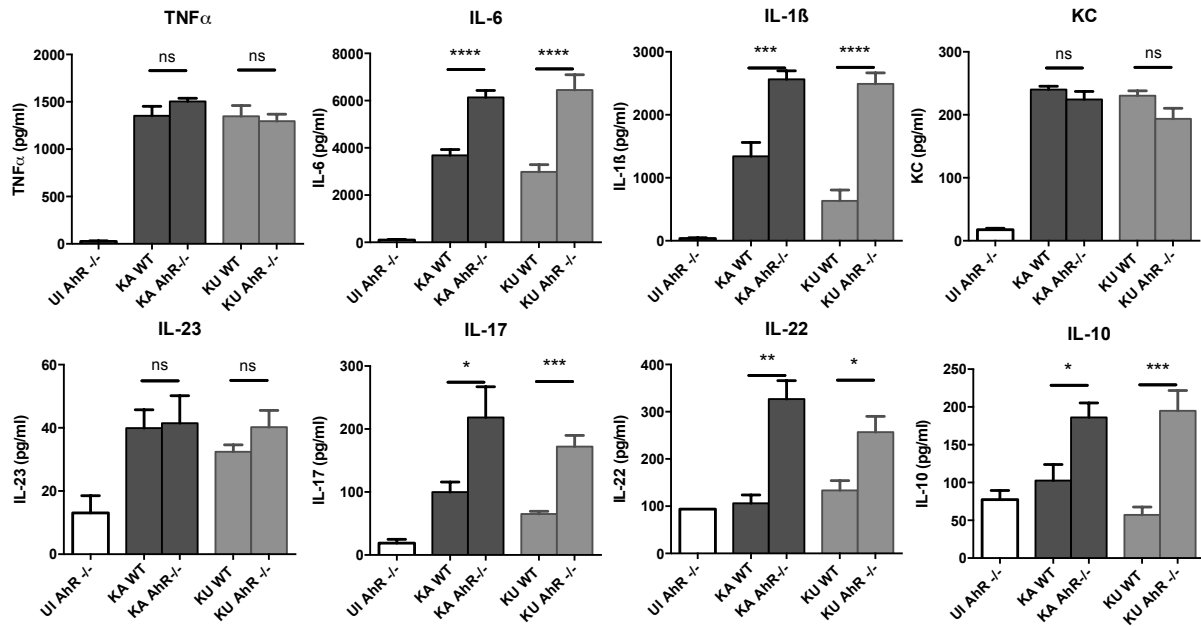 TNFα
ns
ns
TNFα (pg/ml)
2000
1500
1000
500
0
UI AhR -/-
KA WT
KA AhR-/-
KU WT
KU AhR -/-
IL-6
****
****
IL-6 (pg/ml)
8000
6000
4000
2000
0
UI AhR -/-
KA WT
KA AhR-/-
KU WT
KU AhR -/-
IL-1ß
***
****
IL-1ß (pg/ml)
3000
2000
1000
0
UI AhR -/-
KA WT
KA AhR-/-
KU WT
KU AhR -/-
KC
ns
ns
KC (pg/ml)
300
200
100
0
UI AhR -/-
KA WT
KA AhR-/-
KU WT
KU AhR -/-
IL-23
ns
ns
IL-23 (pg/ml)
60
40
20
0
UI AhR -/-
KA WT
KA AhR-/-
KU WT
KU AhR -/-
IL-17
*
***
IL-17 (pg/ml)
300
200
100
0
UI AhR -/-
KA WT
KA AhR-/-
KU WT
KU AhR -/-
IL-22
**
*
IL-22 (pg/ml)
400
300
200
100
0
UI AhR -/-
KA WT
KA AhR-/-
KU WT
KU AhR -/-
IL-10
*
***
IL-10 (pg/ml)
250
200
150
100
50
0
UI AhR -/-
KA WT
KA AhR-/-
KU WT
KU AhR -/-